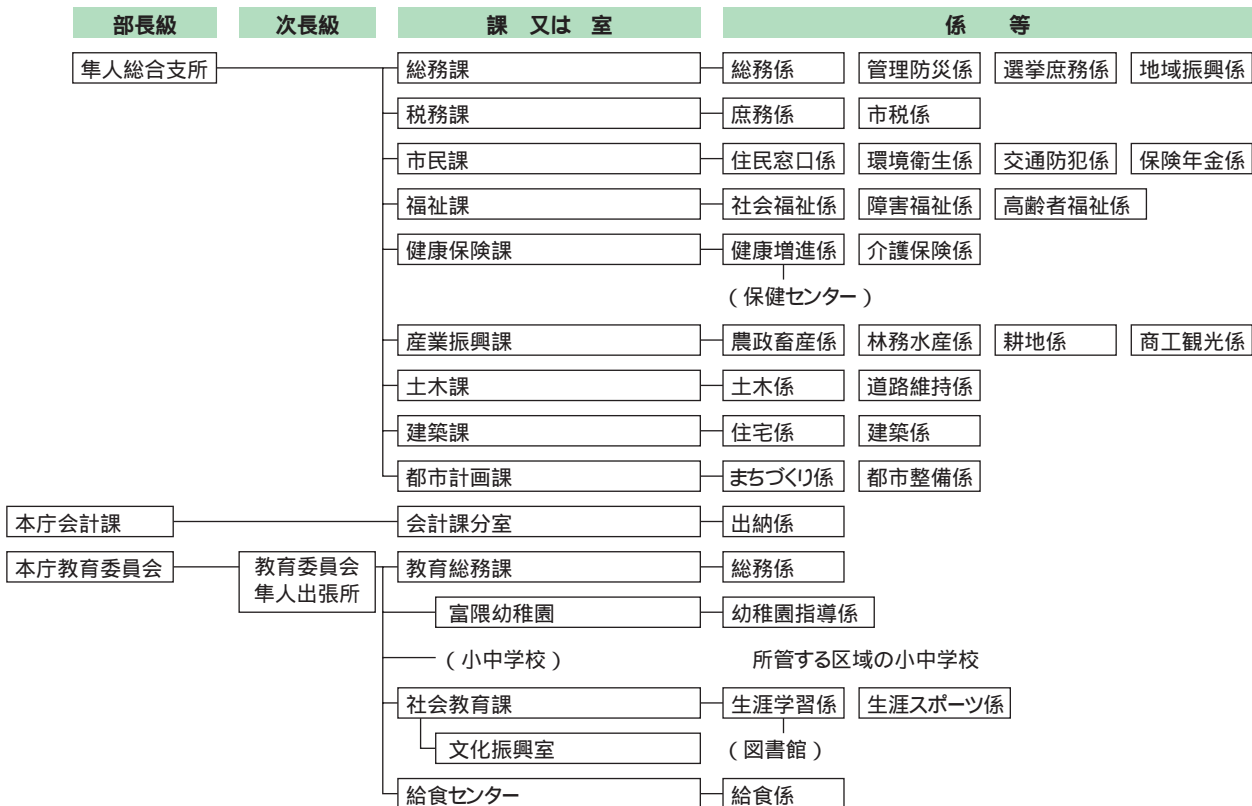 部長級 次長級 課 又は 室 係 等
隼人総合支所 総務課 総務係 管理防災係 選挙庶務係 地域振興係
税務課 庶務係 市税係
市民課 住民窓口係 環境衛生係 交通防犯係 保険年金係
福祉課 社会福祉係 障害福祉係 高齢者福祉係
健康保険課 健康増進係 介護保険係
(保健センター)
産業振興課 農政畜産係 林務水産係 耕地係 商工観光係
土木課 土木係 道路維持係
建築課 住宅係 建築係
都市計画課 まちづくり係 都市整備係
本庁会計課 会計課分室 出納係
本庁教育委員会 教育委員会 教育総務課 総務係
隼人出張所
富隈幼稚園 幼稚園指導係
(小中学校) 所管する区域の小中学校
社会教育課 生涯学習係 生涯スポーツ係
文化振興室 (図書館)
給食センター 給食係